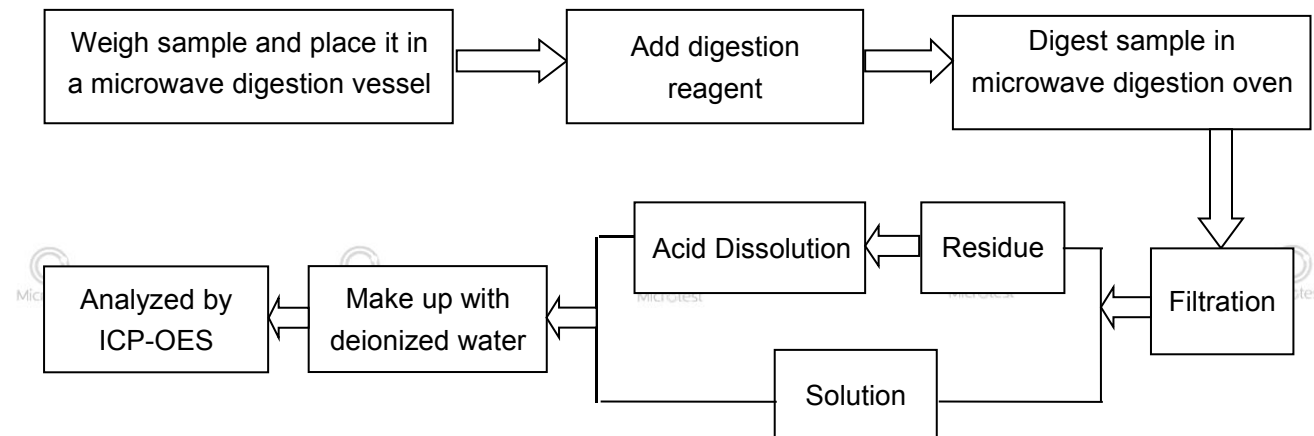 Weigh sample and place it in
a microwave digestion vessel
Add digestion
reagent
Digest sample in
microwave digestion oven
Filtration
Residue
Acid Dissolution
Solution
Make up with
deionized water
Analyzed by
ICP-OES
Microtest